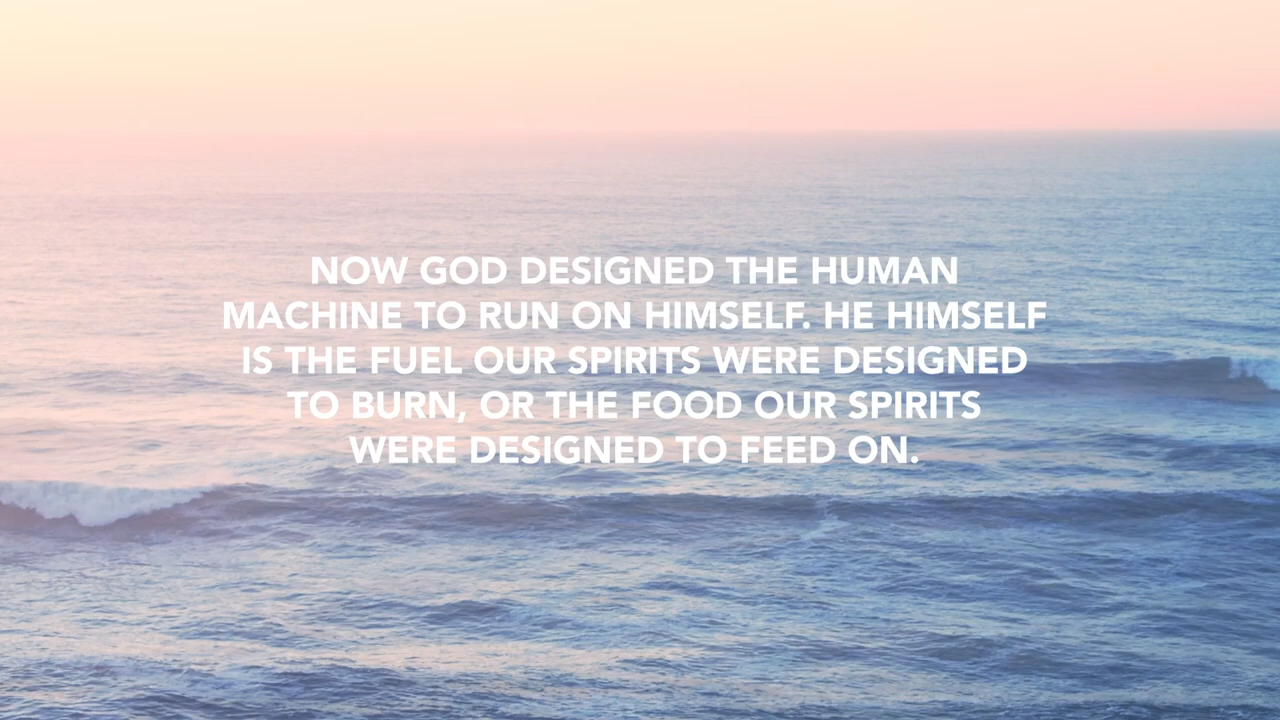 NOW GOD DESIGNED THE HUMAN
MACHINE TO RUN ON HIMSELF. HE HIMSELF
IS THE FUEL OUR SPIRITS WERE DESIGNED
TO BURN, OR THE FOOD OUR SPIRITS
WERE DESIGNED TO FEED ON.